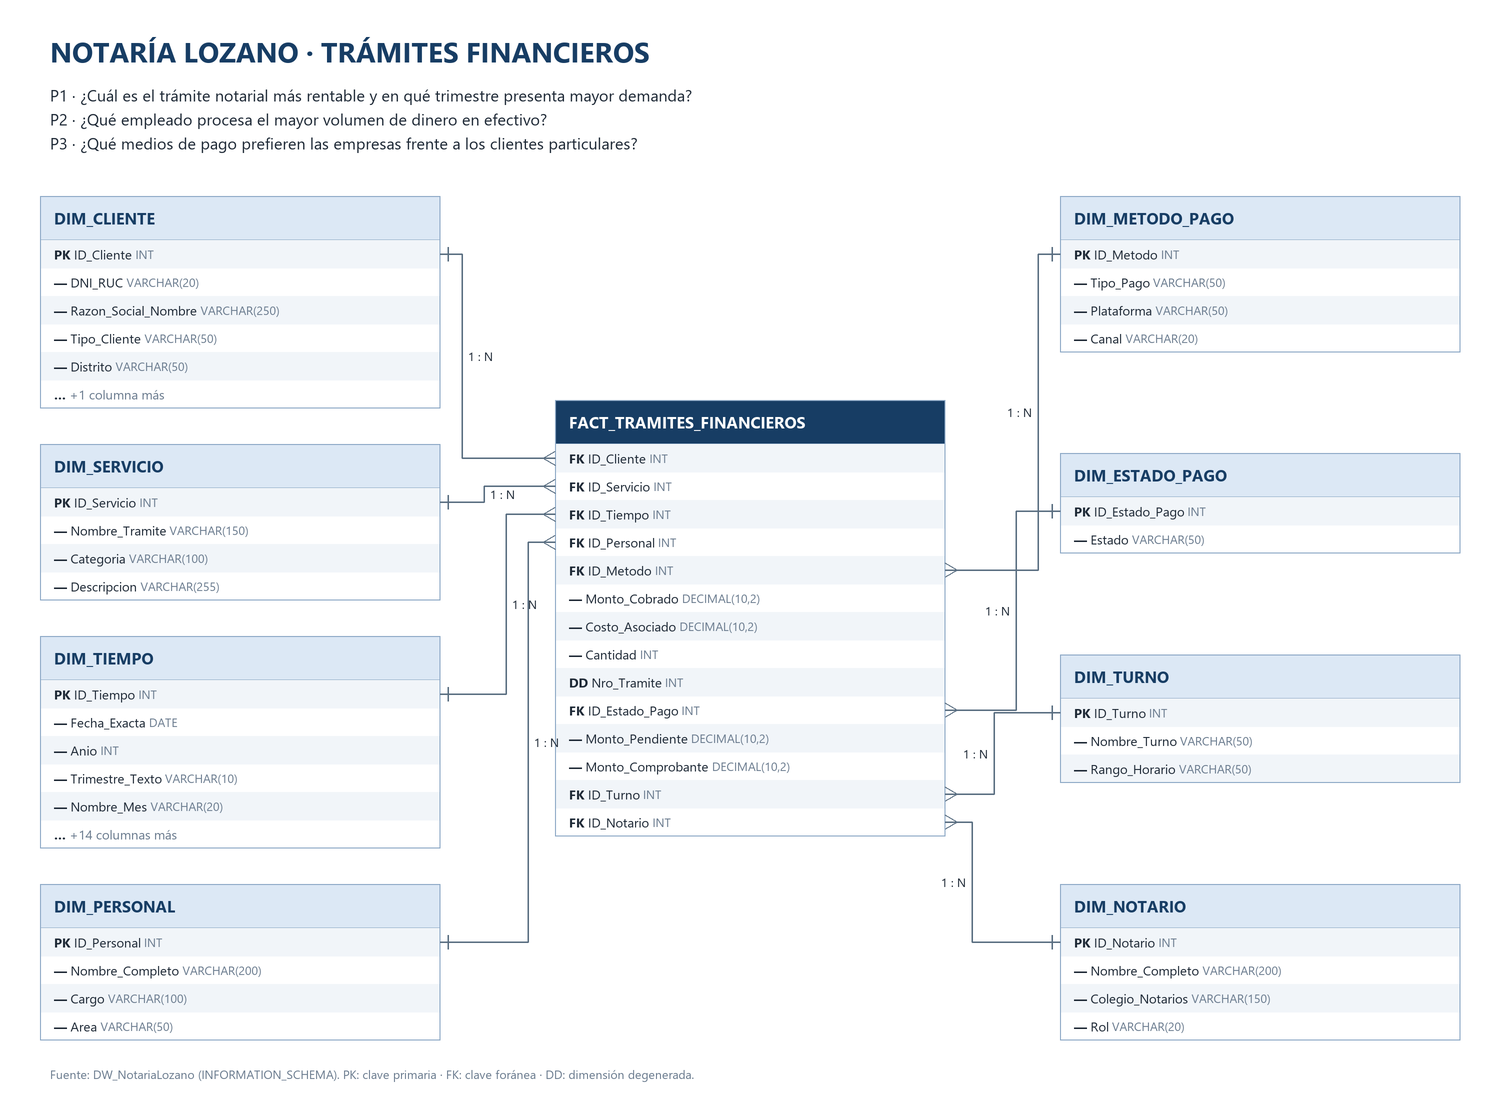 NOTARÍA LOZANO · TRÁMITES FINANCIEROS
P1 · ¿Cuál es el trámite notarial más rentable y en qué trimestre presenta mayor demanda?
P2 · ¿Qué empleado procesa el mayor volumen de dinero en efectivo?
P3 · ¿Qué medios de pago prefieren las empresas frente a los clientes particulares?
DIM_CLIENTE
PK ID_Cliente INT
— DNI_RUC VARCHAR(20)
— Razon_Social_Nombre VARCHAR(250)
— Tipo_Cliente VARCHAR(50)
— Distrito VARCHAR(50)
... +1 columna más
DIM_SERVICIO
PK ID_Servicio INT
— Nombre_Tramite VARCHAR(150)
— Categoria VARCHAR(100)
— Descripcion VARCHAR(255)
DIM_TIEMPO
PK ID_Tiempo INT
— Fecha_Exacta DATE
— Anio INT
— Trimestre_Texto VARCHAR(10)
— Nombre_Mes VARCHAR(20)
... +14 columnas más
DIM_PERSONAL
PK ID_Personal INT
— Nombre_Completo VARCHAR(200)
— Cargo VARCHAR(100)
— Area VARCHAR(50)
1 : N
1 : N
1 : N
1 : N
FACT_TRAMITES_FINANCIEROS
FK ID_Cliente INT
FK ID_Servicio INT
FK ID_Tiempo INT
FK ID_Personal INT
FK ID_Metodo INT
— Monto_Cobrado DECIMAL(10,2)
— Costo_Asociado DECIMAL(10,2)
— Cantidad INT
DD Nro_Tramite INT
FK ID_Estado_Pago INT
— Monto_Pendiente DECIMAL(10,2)
— Monto_Comprobante DECIMAL(10,2)
FK ID_Turno INT
FK ID_Notario INT
1 : N
1 : N
1 : N
1 : N
DIM_METODO_PAGO
PK ID_Metodo INT
— Tipo_Pago VARCHAR(50)
— Plataforma VARCHAR(50)
— Canal VARCHAR(20)
DIM_ESTADO_PAGO
PK ID_Estado_Pago INT
— Estado VARCHAR(50)
DIM_TURNO
PK ID_Turno INT
— Nombre_Turno VARCHAR(50)
— Rango_Horario VARCHAR(50)
DIM_NOTARIO
PK ID_Notario INT
— Nombre_Completo VARCHAR(200)
— Colegio_Notarios VARCHAR(150)
— Rol VARCHAR(20)
Fuente: DW_NotariaLozano (INFORMATION_SCHEMA). PK: clave primaria · FK: clave foránea · DD: dimensión degenerada.